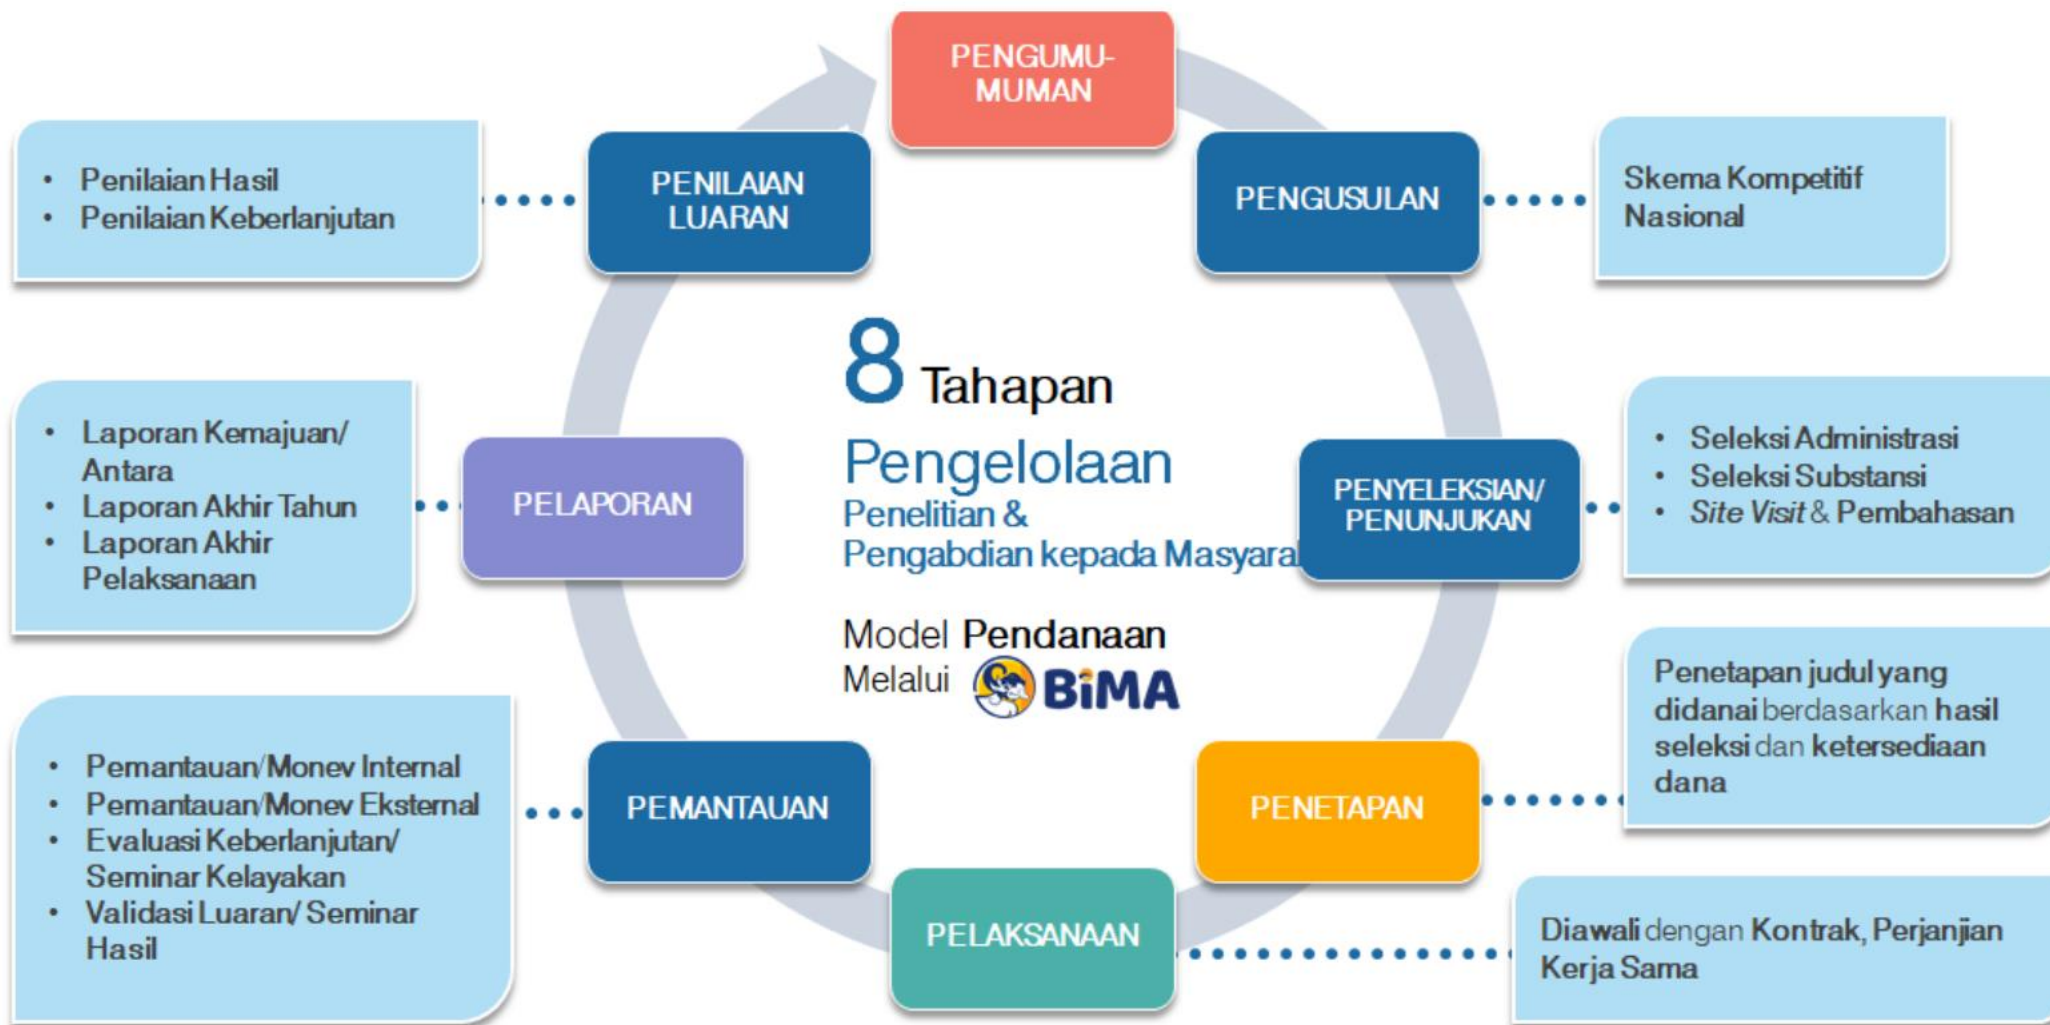 PENGUMU-
MUMAN
PENGUSULAN
Skema Kompetitif
Nasional
PENYELEKSIAN/
PENUNJUKAN
• Seleksi Administrasi
• Seleksi Substansi
• Site Visit & Pembahasan
PENETAPAN
Penetapan judul yang
didanai berdasarkan hasil
seleksi dan ketersediaan
dana
PELAKSANAAN
Diawali dengan Kontrak, Perjanjian
Kerja Sama
PEMANTAUAN
• Pemantauan/Monev Internal
• Pemantauan/Monev Eksternal
• Evaluasi Keberlanjutan/
Seminar Kelayakan
• Validasi Luaran/ Seminar
Hasil
PELAPORAN
• Laporan Kemajuan/
Antara
• Laporan Akhir Tahun
• Laporan Akhir
Pelaksanaan
PENILAIAN
LUARAN
• Penilaian Hasil
• Penilaian Keberlanjutan
8 Tahapan
Pengelolaan
Penelitian &
Pengabdian kepada Masyara
Model Pendanaan
Melalui BiMA